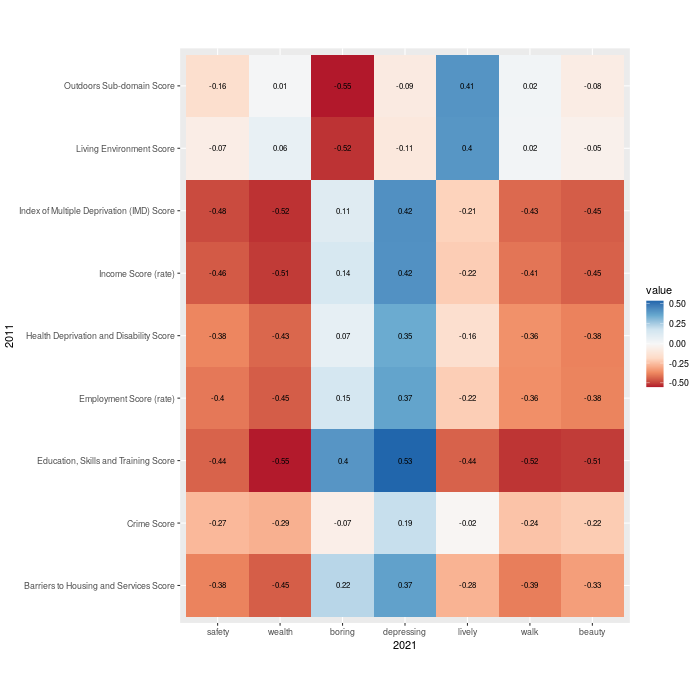 Outdoors Sub-domain Score -0.16 0.01 -0.55 -0.09 0.41 0.02 -0.08
Living Environment Score -0.07 0.06 -0.52 -0.11 0.4 0.02 -0.05
Index of Multiple Deprivation (IMD) Score -0.48 -0.52 0.11 0.42 -0.21 -0.43 -0.45
Income Score (rate) -0.46 -0.51 0.14 0.42 -0.22 -0.41 -0.45
Health Deprivation and Disability Score -0.38 -0.43 0.07 0.35 -0.16 -0.36 -0.38
Employment Score (rate) -0.4 -0.45 0.15 0.37 -0.22 -0.36 -0.38
Education, Skills and Training Score -0.44 -0.55 0.4 0.53 -0.44 -0.52 -0.51
Crime Score -0.27 -0.29 -0.07 0.19 -0.02 -0.24 -0.22
Barriers to Housing and Services Score -0.38 -0.45 0.22 0.37 -0.28 -0.39 -0.33
safety wealth boring depressing lively walk beauty
2021
2011
value
0.50
0.25
0.00
-0.25
-0.50